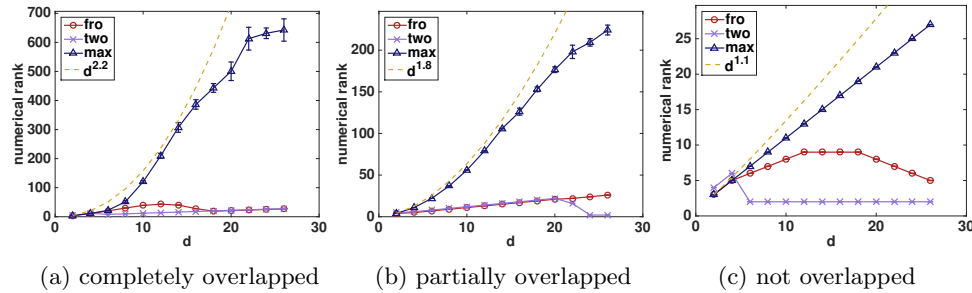 700
600
500
400
300
200
100
0
numerical rank
fro
two
max
d^2.2
0 10 20 30
d
(a) completely overlapped
200
150
100
50
0
numerical rank
fro
two
max
d^1.8
0 10 20 30
d
(b) partially overlapped
25
20
15
10
5
0
numerical rank
fro
two
max
d^1.1
0 10 20 30
d
(c) not overlapped